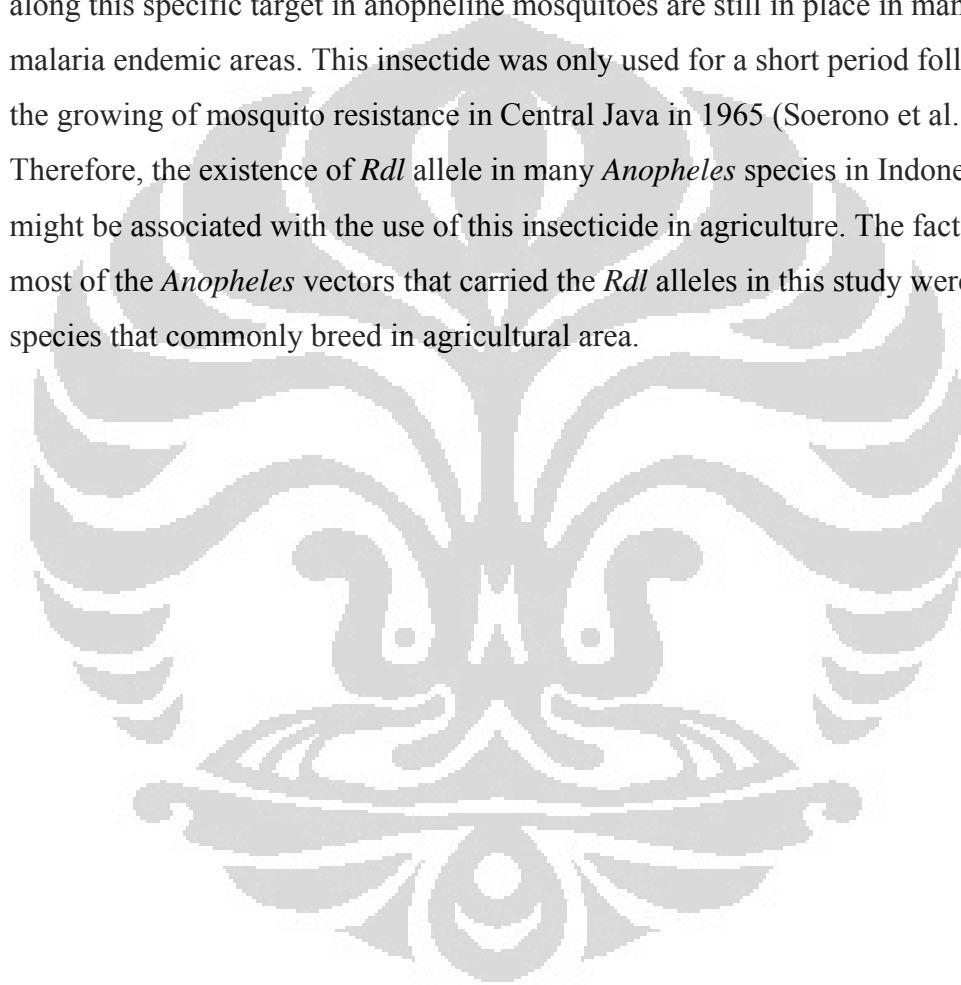 along this specific target in anopheline mosquitoes are still in place in man
malaria endemic areas. This insectide was only used for a short period foll
the growing of mosquito resistance in Central Java in 1965 (Soerono et al.
Therefore, the existence of Rdl allele in many Anopheles species in Indone
might be associated with the use of this insecticide in agriculture. The fact
most of the Anopheles vectors that carried the Rdl alleles in this study were
species that commonly breed in agricultural area.